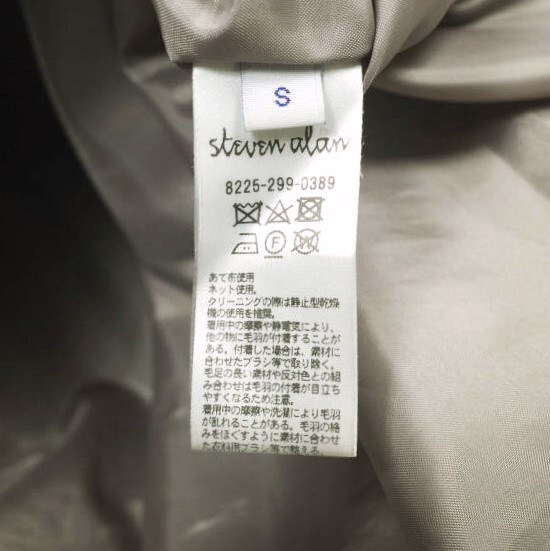 S
steven alan
8225-299-0389
F
W
あて布使用
ネット使用。
クリーニングの際は静止型乾燥
機の使用を推奨。
着用中の摩擦や静電気により、
他の物に毛羽が付着することが
ある。付着した場合は、素材に
合わせたブラシ等で取り除く。
毛足の長い素材や反対色との組
み合わせは毛羽の付着が目立ち
やすくなるため注意。
着用中の摩擦や洗濯により毛羽
が乱れることがある。毛羽の絡
みをほぐすように素材に合わせ
た衣料用ブラシ等で整える。